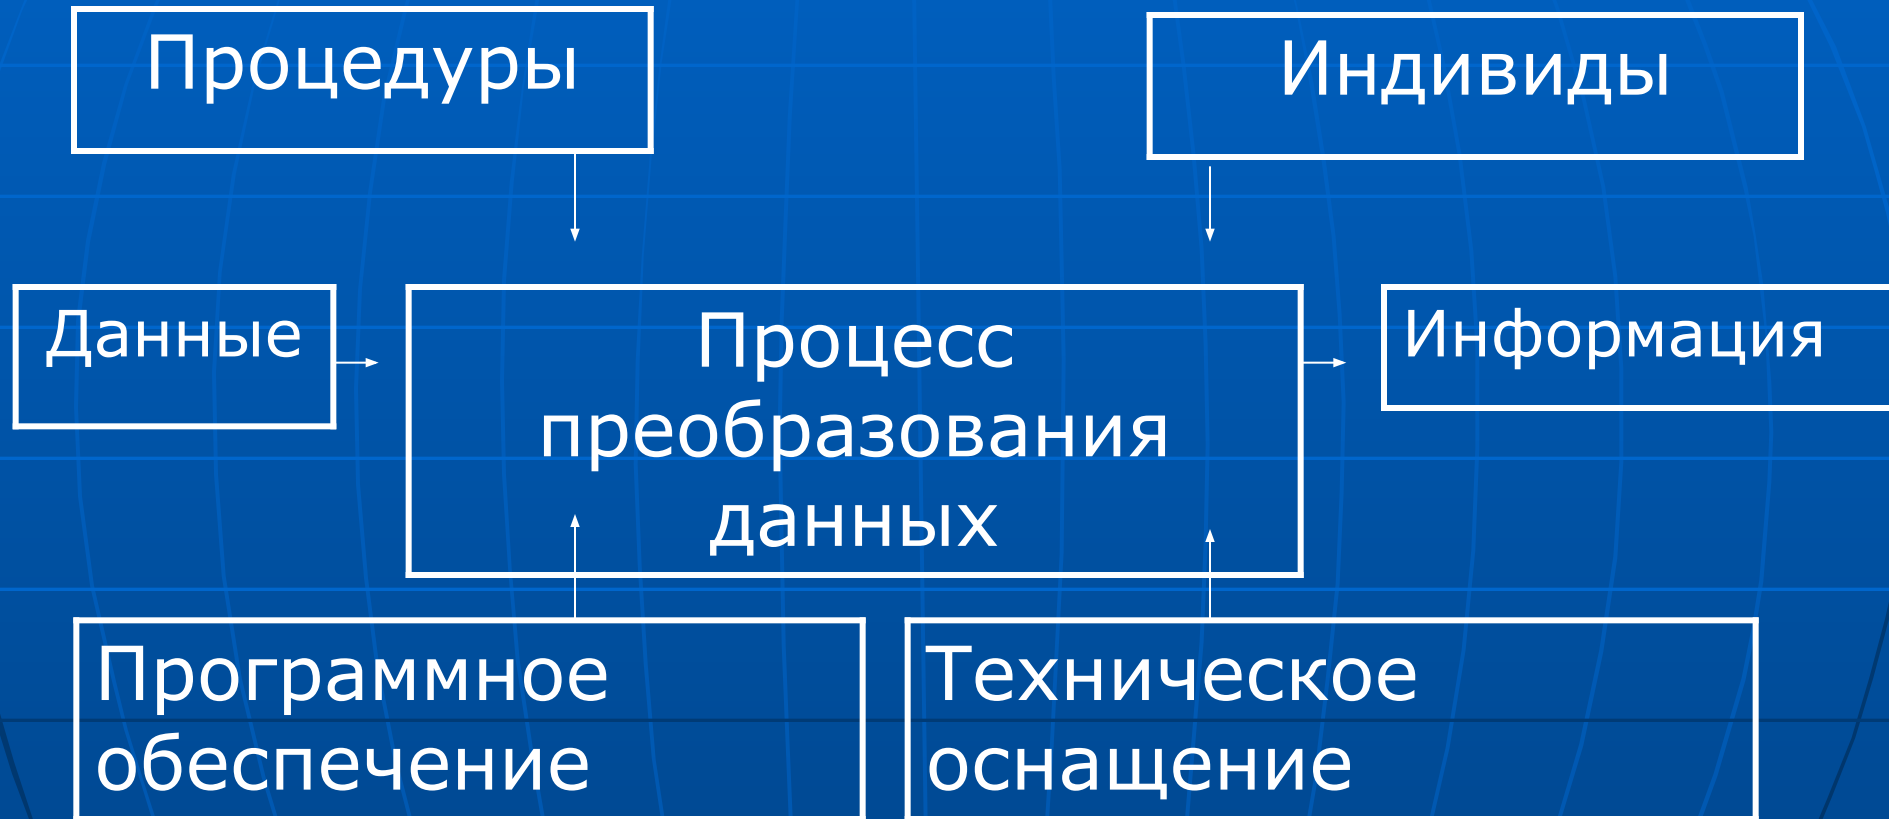 Процедуры
Индивиды
Данные
Процесс
преобразования
данных
Информация
Программное
обеспечение
Техническое
оснащение